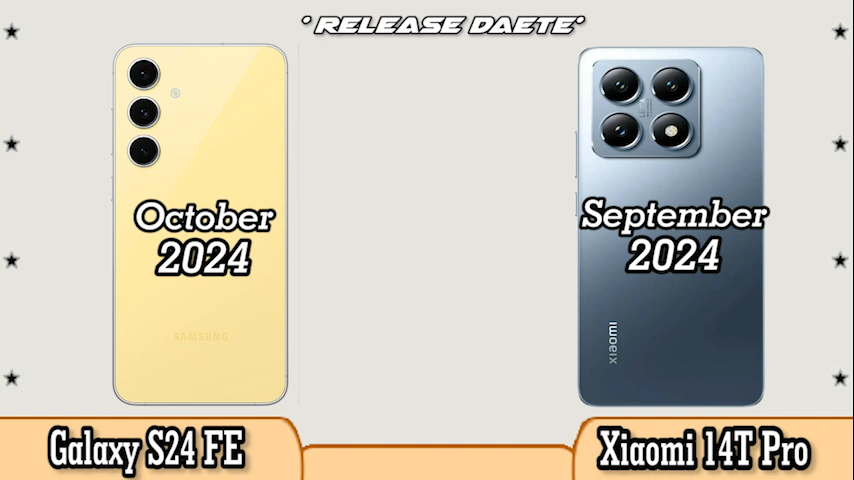 * RELEASE DAETE*
October
2024
SAMSUNG
Galaxy S24 FE
September
2024
xiaomi
Xiaomi 14T Pro